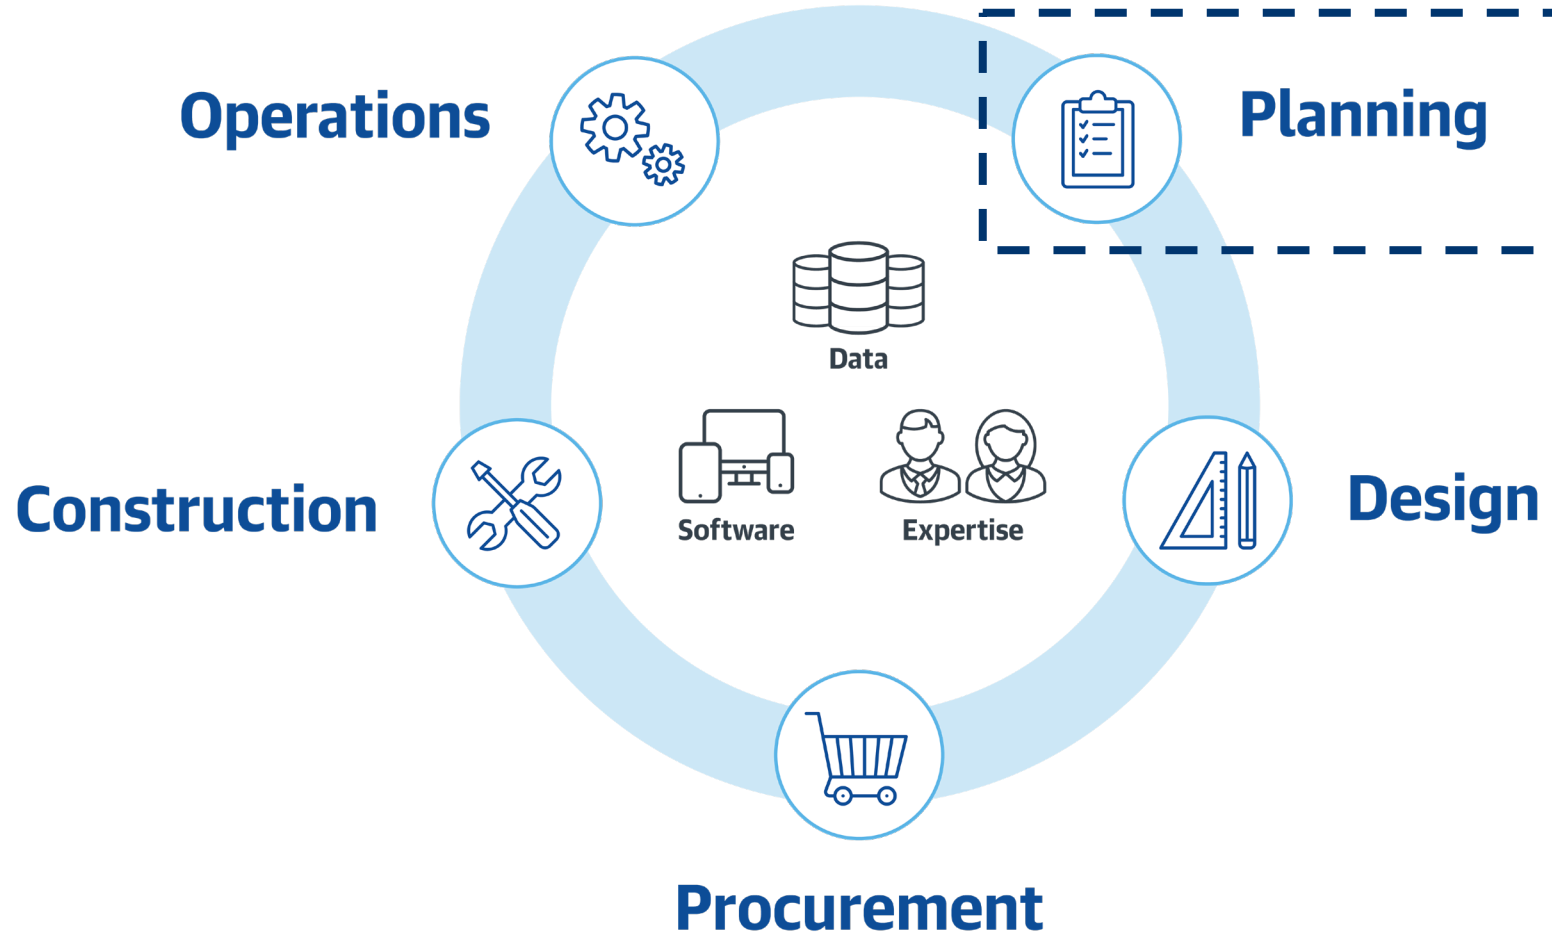 Operations
Planning
Data
Software
Expertise
Construction
Design
Procurement